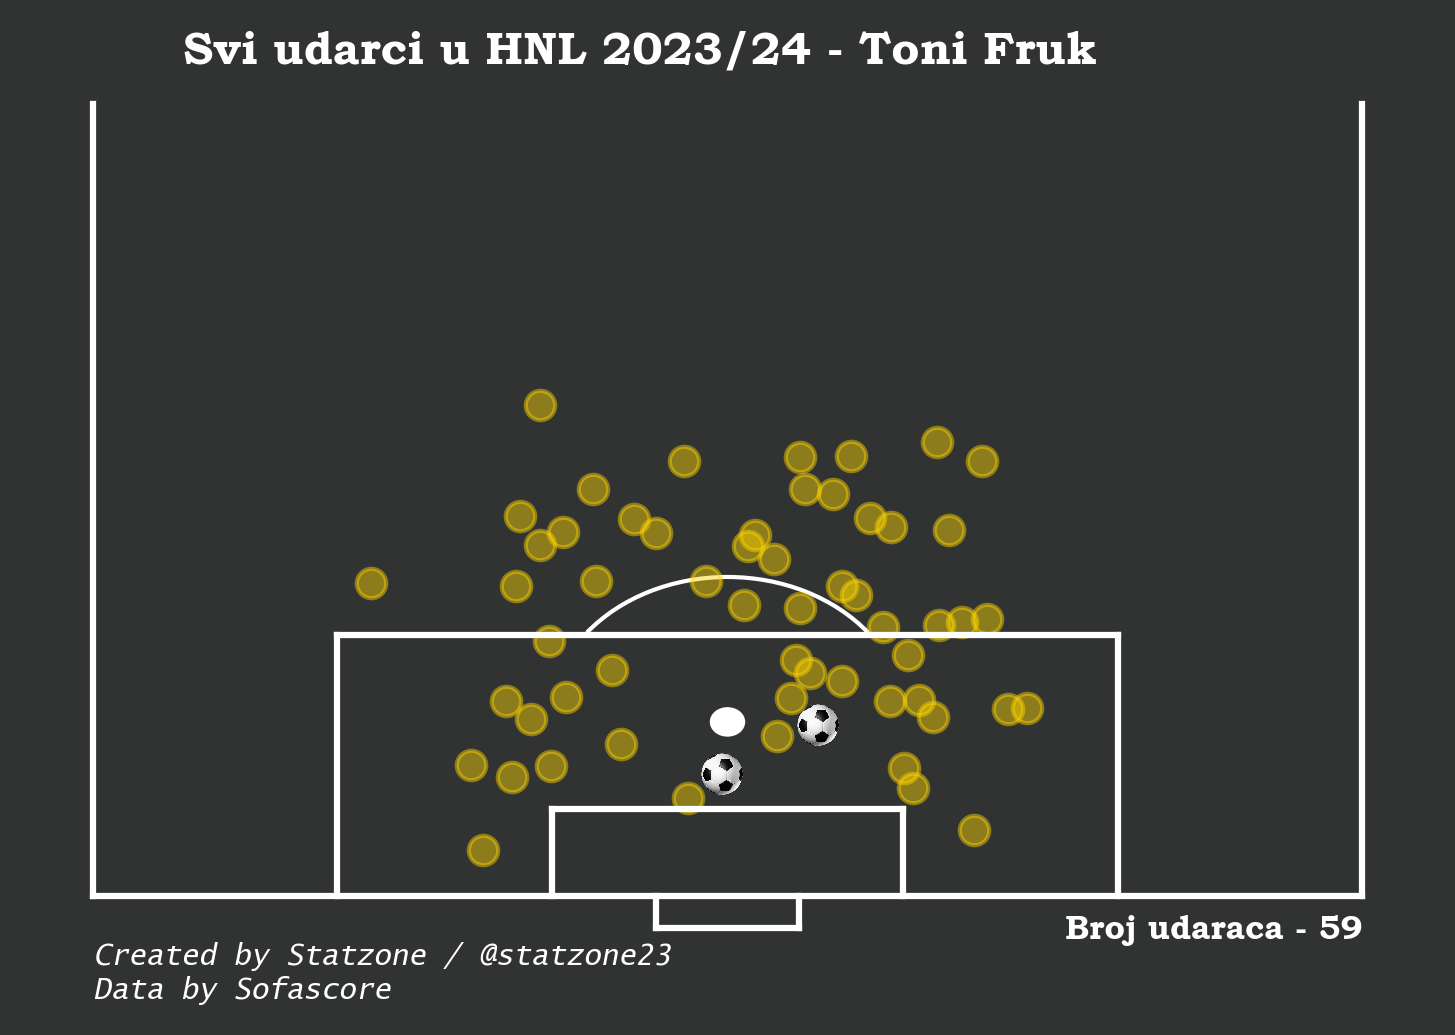 Svi udarci u HNL 2023/24 - Toni Fruk
Broj udaraca - 59
Created by Statzone / @statzone23
Data by Sofascore